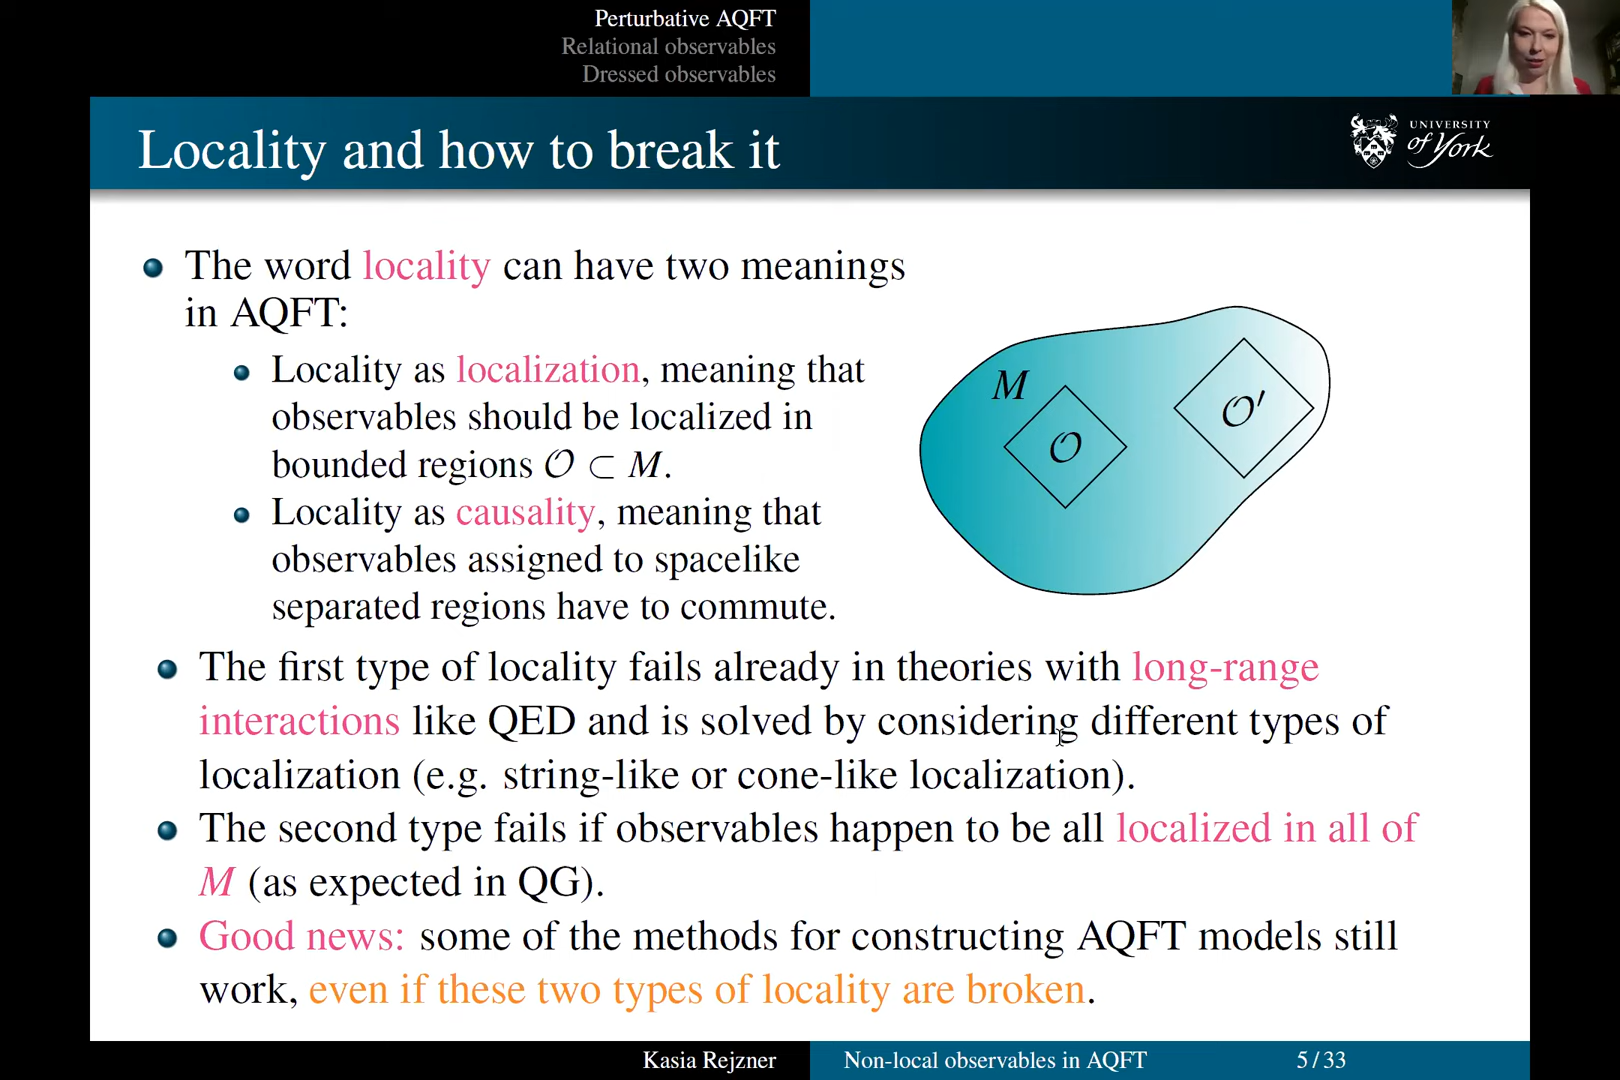 Perturbative AQFT
Relational observables
Dressed observables
Locality and how to break it
UNIVERSITY
of York
The word locality can have two meanings
in AQFT:
Locality as localization, meaning that
observables should be localized in
bounded regions 𝒪 ⊂ M.
Locality as causality, meaning that
observables assigned to spacelike
separated regions have to commute.
M
𝒪
𝒪′
The first type of locality fails already in theories with long-range
interactions like QED and is solved by considering different types of
localization (e.g. string-like or cone-like localization).
The second type fails if observables happen to be all localized in all of
M (as expected in QG).
Good news: some of the methods for constructing AQFT models still
work, even if these two types of locality are broken.
Kasia Rejzner
Non-local observables in AQFT
5 / 33